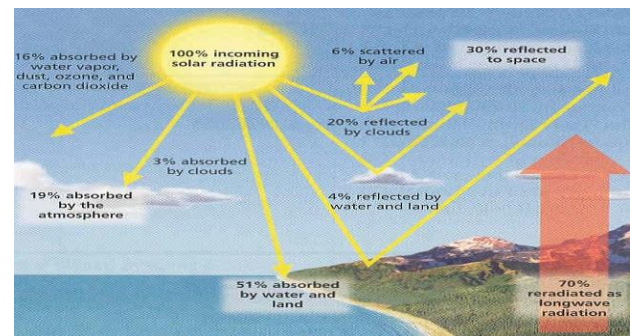 16% absorbed by
water vapor,
dust, ozone, and
carbon dioxide
100% incoming
solar radiation
6% scattered
by air
30% reflected
to space
20% reflected
by clouds
3% absorbed
by clouds
19% absorbed
by the
atmosphere
4% reflected by
water and land
51% absorbed
by water and
land
70%
reradiated as
longwave
radiation